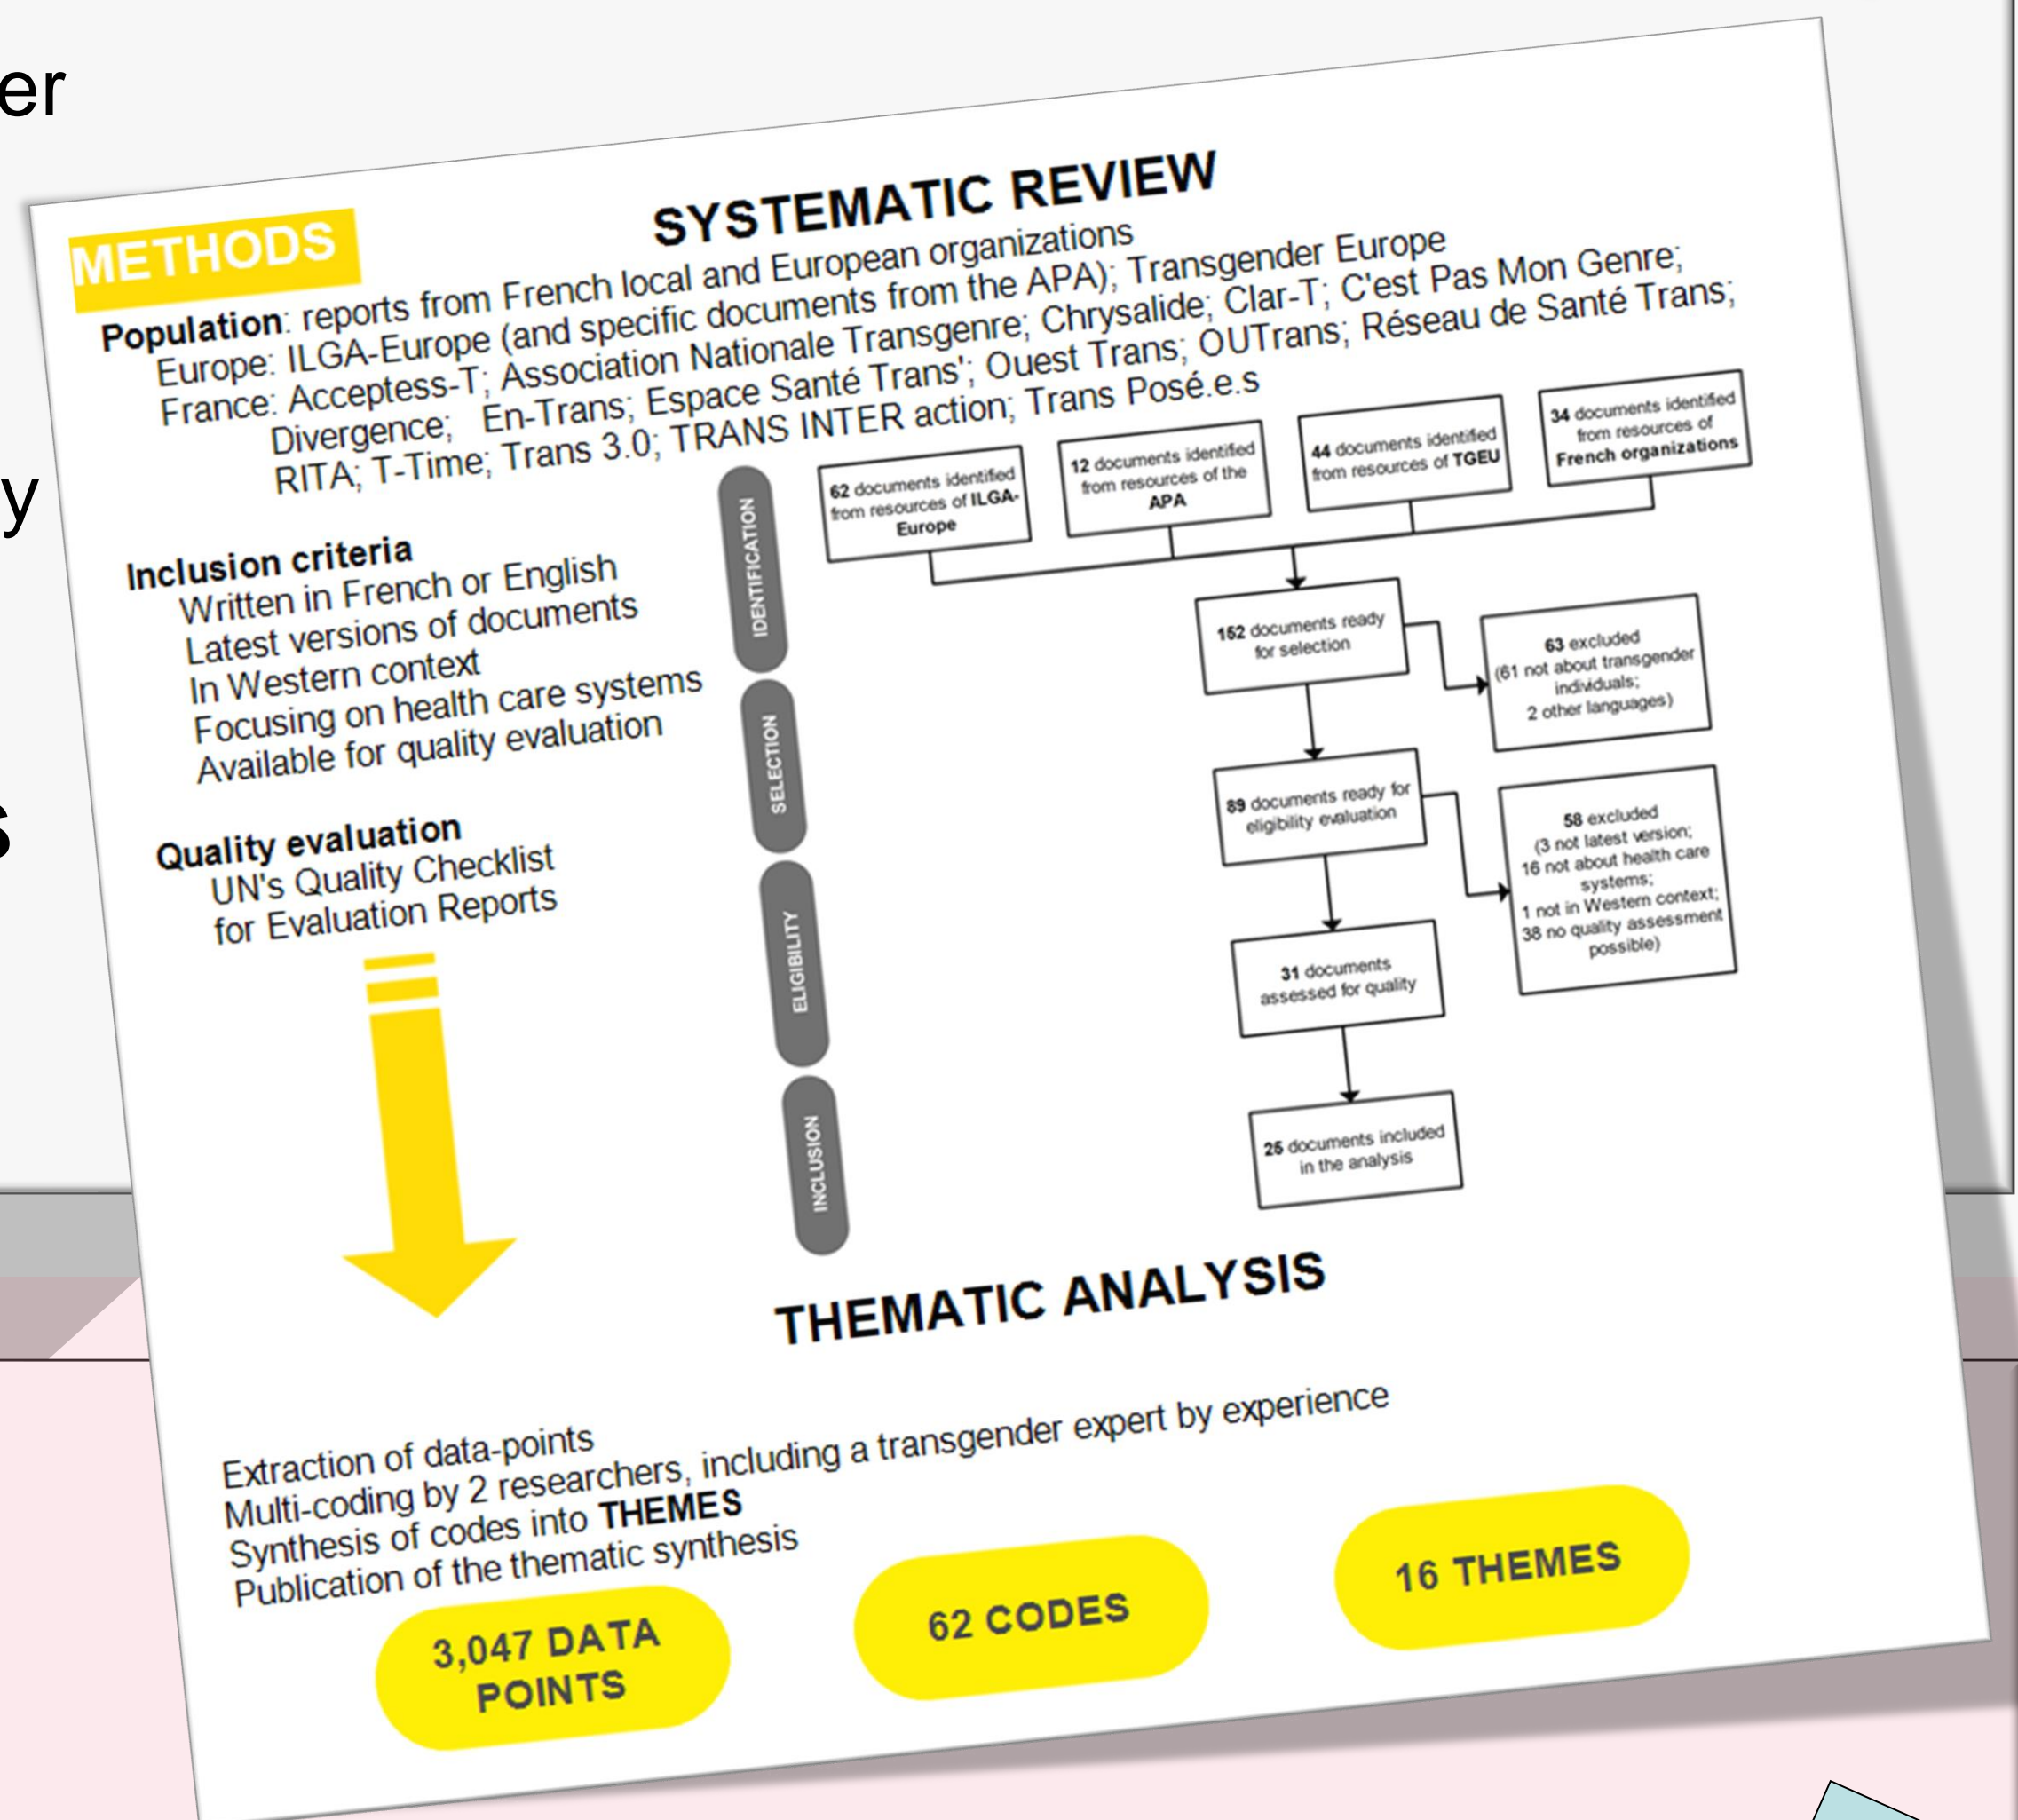 er
y
s
METHODS
SYSTEMATIC REVIEW
Population: reports from French local and European organizations
Europe: ILGA-Europe (and specific documents from the APA); Transgender Europe
France: Acceptess-T; Association Nationale Transgenre; Chrysalide; Clar-T; C'est Pas Mon Genre;
Divergence; En-Trans; Espace Santé Trans'; Ouest Trans; OUTrans; Réseau de Santé Trans;
RITA; T-Time; Trans 3.0; TRANS INTER action; Trans Posé.e.s
Inclusion criteria
Written in French or English
Latest versions of documents
In Western context
Focusing on health care systems
Available for quality evaluation
Quality evaluation
UN's Quality Checklist
for Evaluation Reports
IDENTIFICATION
SELECTION
ELIGIBILITY
INCLUSION
62 documents identified
from resources of ILGA-
Europe
12 documents identified
from resources of the
APA
44 documents identified
from resources of TGEU
34 documents identified
from resources of
French organizations
152 documents ready
for selection
63 excluded
(61 not about transgender
individuals;
2 other languages)
89 documents ready for
eligibility evaluation
58 excluded
(3 not latest version;
16 not about health care
systems;
1 not in Western context;
38 no quality assessment
possible)
31 documents
assessed for quality
25 documents included
in the analysis
THEMATIC ANALYSIS
Extraction of data-points
Multi-coding by 2 researchers, including a transgender expert by experience
Synthesis of codes into THEMES
Publication of the thematic synthesis
3,047 DATA
POINTS
62 CODES
16 THEMES